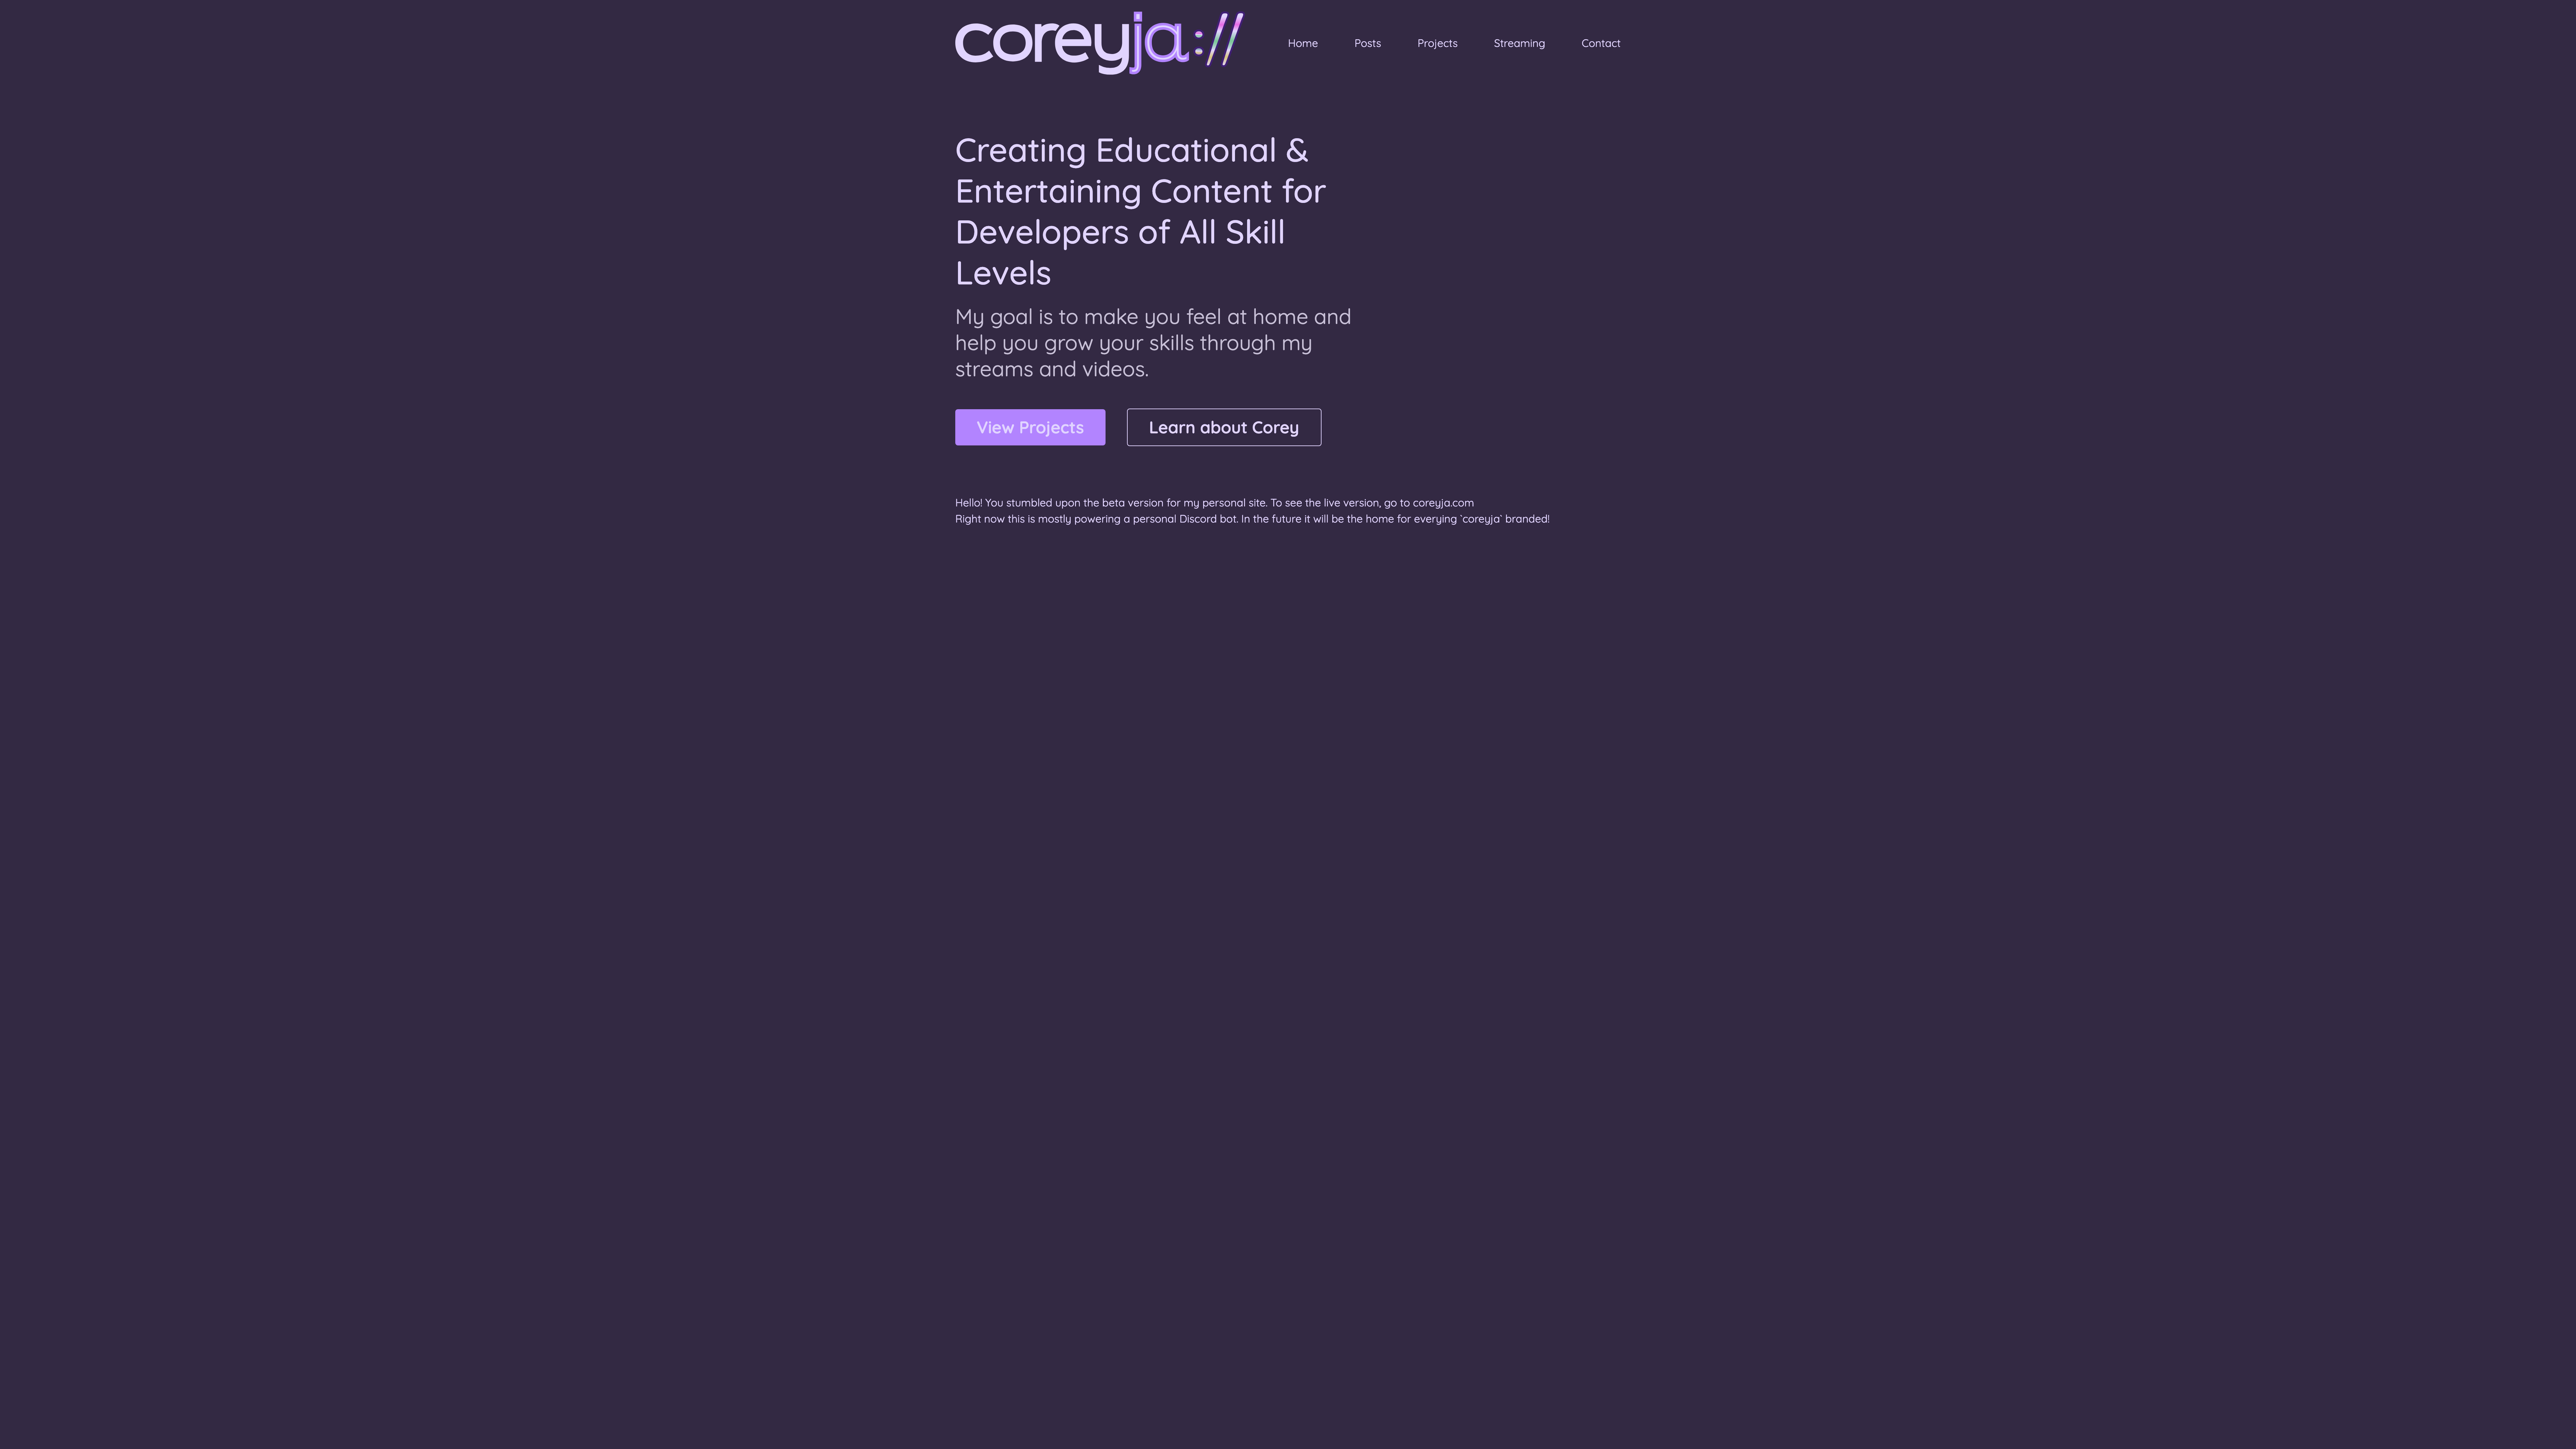 coreyja://
Home
Posts
Projects
Streaming
Contact
Creating Educational &
Entertaining Content for
Developers of All Skill
Levels
My goal is to make you feel at home and
help you grow your skills through my
streams and videos.
View Projects
Learn about Corey
Hello! You stumbled upon the beta version for my personal site. To see the live version, go to coreyja.com
Right now this is mostly powering a personal Discord bot. In the future it will be the home for everying `coreyja` branded!